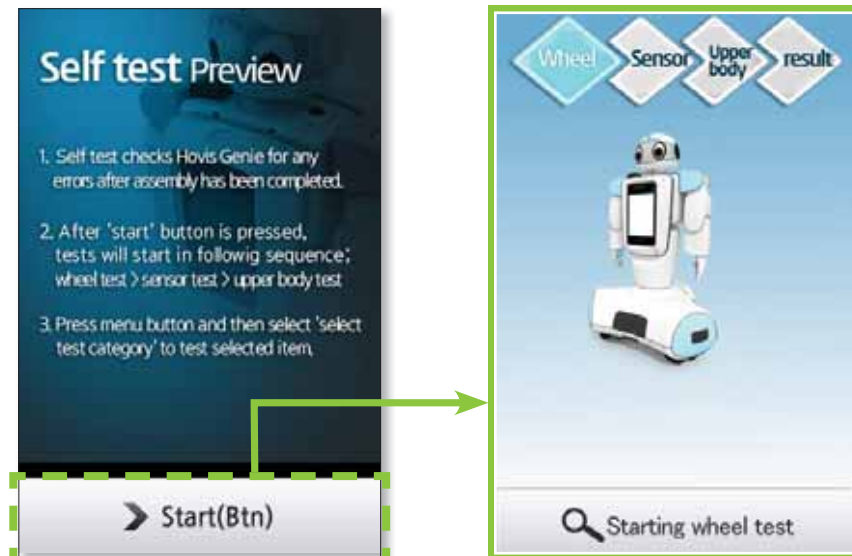 Self test Preview
1. Self test checks Hovis Genie for any
errors after assembly has been completed.
2. After 'start' button is pressed,
tests will start in followig sequence;
wheel test > sensor test > upper body test
3. Press menu button and then select 'select
test category' to test selected item.
Start(Btn)
Wheel
Sensor
Upper
body
result
Starting wheel test